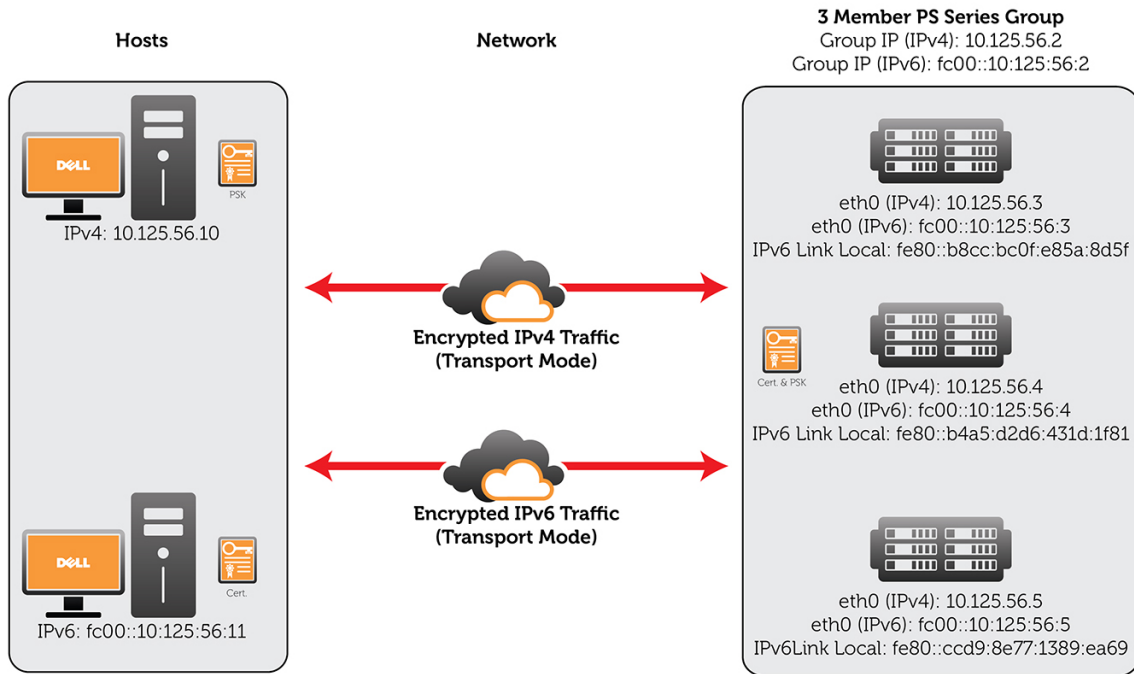 Hosts
Network
3 Member PS Series Group
Group IP (IPv4): 10.125.56.2
Group IP (IPv6): fc00::10:125:56:2
DELL
PSK
IPv4: 10.125.56.10
eth0 (IPv4): 10.125.56.3
eth0 (IPv6): fc00::10:125:56:3
IPv6 Link Local: fe80::b8cc:bc0f:e85a:8d5f
Encrypted IPv4 Traffic
(Transport Mode)
Cert. & PSK
eth0 (IPv4): 10.125.56.4
eth0 (IPv6): fc00::10:125:56:4
IPv6 Link Local: fe80::b4a5:d2d6:431d:1f81
Encrypted IPv6 Traffic
(Transport Mode)
DELL
Cert.
IPv6: fc00::10:125:56:11
eth0 (IPv4): 10.125.56.5
eth0 (IPv6): fc00::10:125:56:5
IPv6Link Local: fe80::ccd9:8e77:1389:ea69